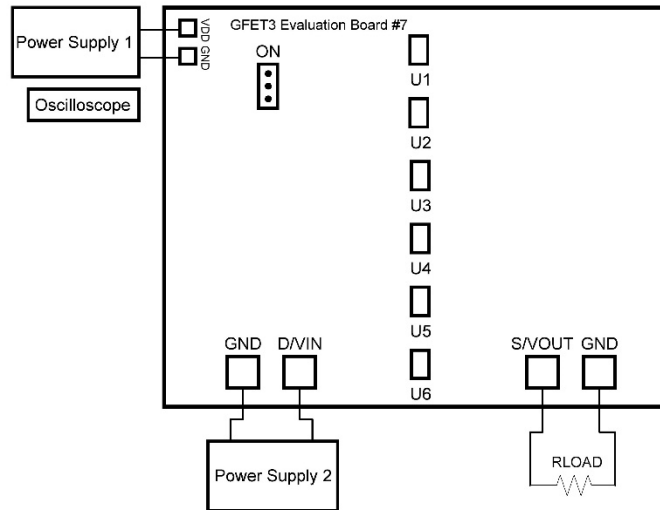 GFET3 Evaluation Board #7
Power Supply 1
VDD
GND
ON
Oscilloscope
U1
U2
U3
U4
U5
U6
GND D/VIN
S/VOUT GND
Power Supply 2
RLOAD